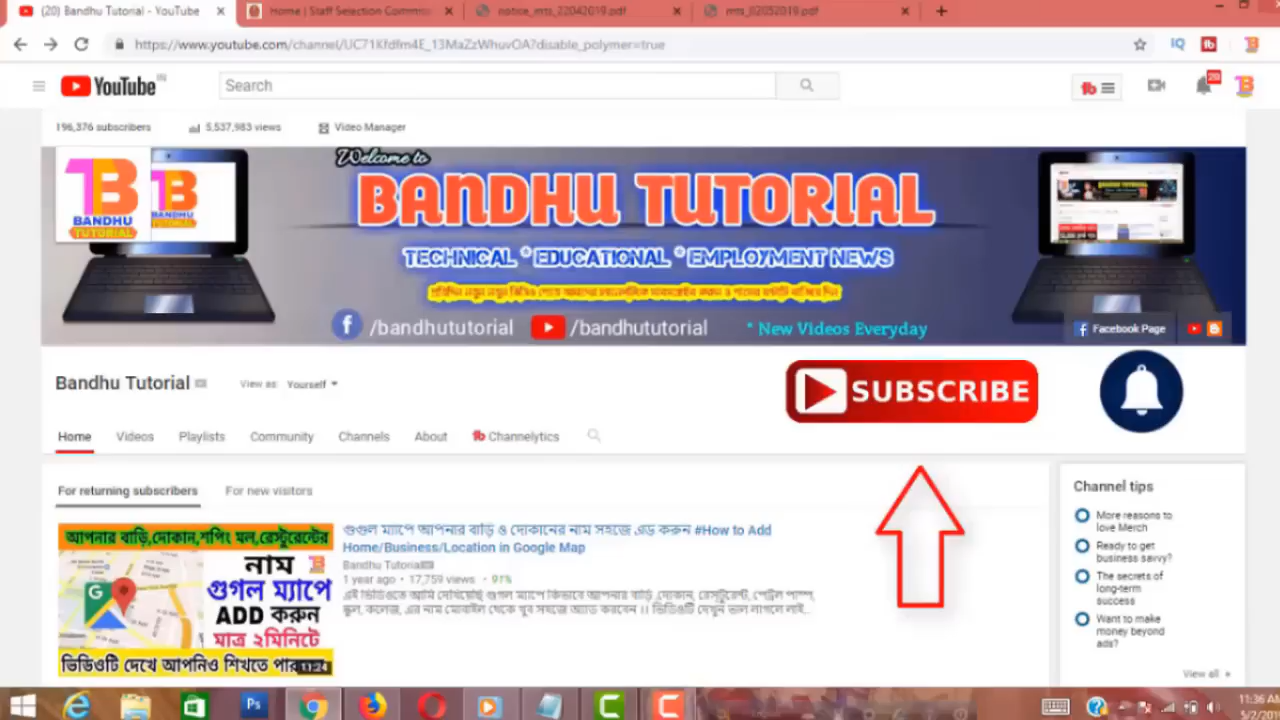 (20) Bandhu Tutorial - YouTube
Home | Staff Selection Commis
notice_mts_22042019.pdf
mts_02052019.pdf
https://www.youtube.com/channel/UC71Kfdfm4E_13MaZzWhuvOA?disable_polymer=true
YouTube IN
Search
28
196,376 subscribers
5,537,983 views
Video Manager
Welcome to
BANDHU TUTORIAL
BANDHU
TUTORIAL
TECHNICAL * EDUCATIONAL * EMPLOYMENT NEWS
/bandhututorial
/bandhututorial
* New Videos Everyday
Facebook Page
Bandhu Tutorial
View as: Yourself
SUBSCRIBE
Home
Videos
Playlists
Community
Channels
About
Channelytics
For returning subscribers
For new visitors
Channel tips
More reasons to
love Merch
Ready to get
business savvy?
The secrets of
long-term
success
Want to make
money beyond
ads?
View all »
আপনার বাড়ি,দোকান,শপিং মল,রেস্টুরেন্টের
নাম
গুগল ম্যাপে
ADD করুন
মাত্র ২মিনিটে
ভিডিওটি দেখে আপনিও শিখতে
গুগুল ম্যাপে আপনার বাড়ি ও দোকানের নাম সহজে এড করুন #How to Add
Home/Business/Location in Google Map
Bandhu Tutorial
1 year ago • 17,759 views • 91%
11:36 AM